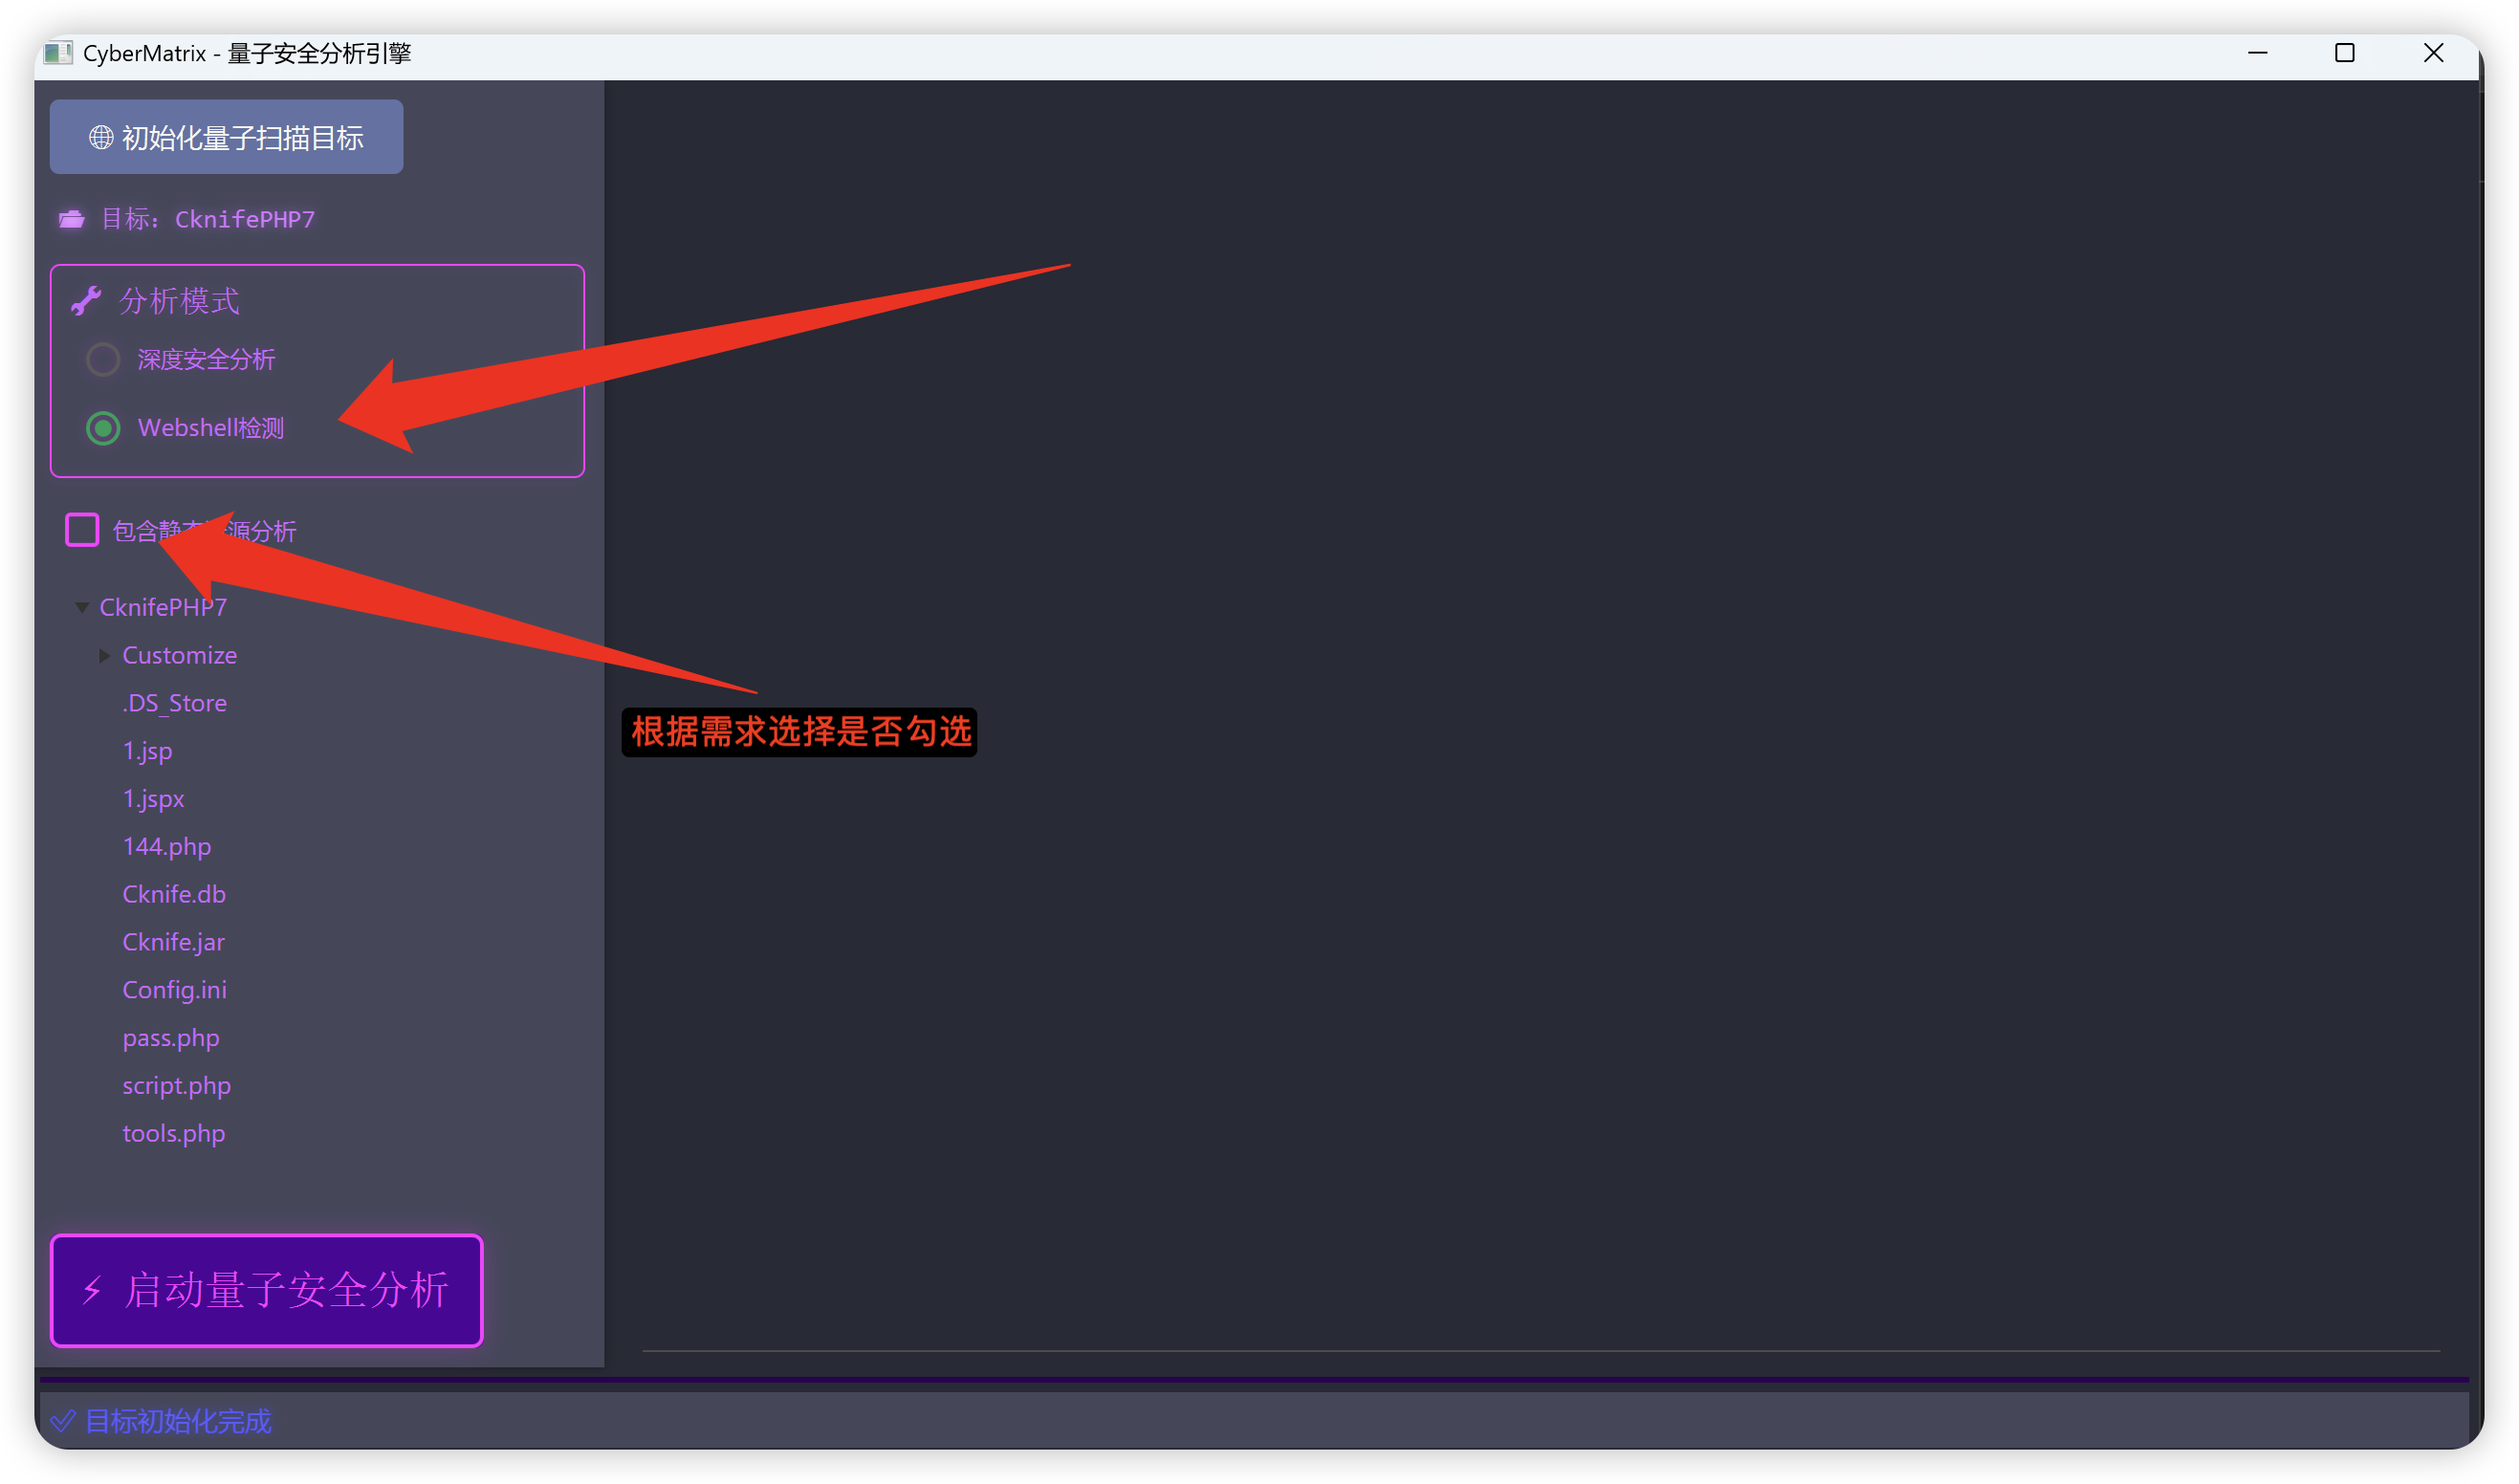 CyberMatrix - 量子安全分析引擎
初始化量子扫描目标
目标: CknifePHP7
分析模式
深度安全分析
Webshell检测
包含静 源分析
CknifePHP7
Customize
.DS_Store
根据需求选择是否勾选
1.jsp
1.jspx
144.php
Cknife.db
Cknife.jar
Config.ini
pass.php
script.php
tools.php
启动量子安全分析
目标初始化完成